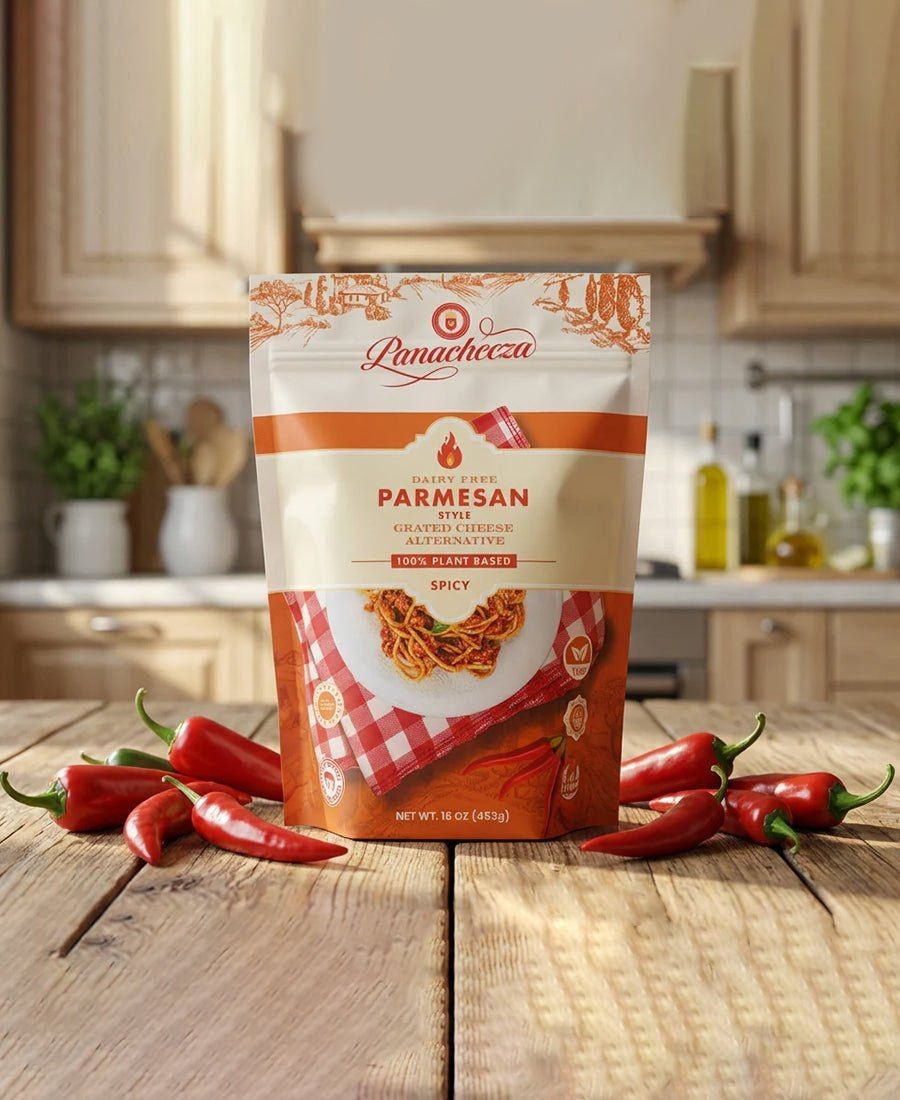 Panacheeza
DAIRY FREE
PARMESAN
STYLE
GRATED CHEESE
ALTERNATIVE
100% PLANT BASED
SPICY
NET WT. 16 OZ (453g)